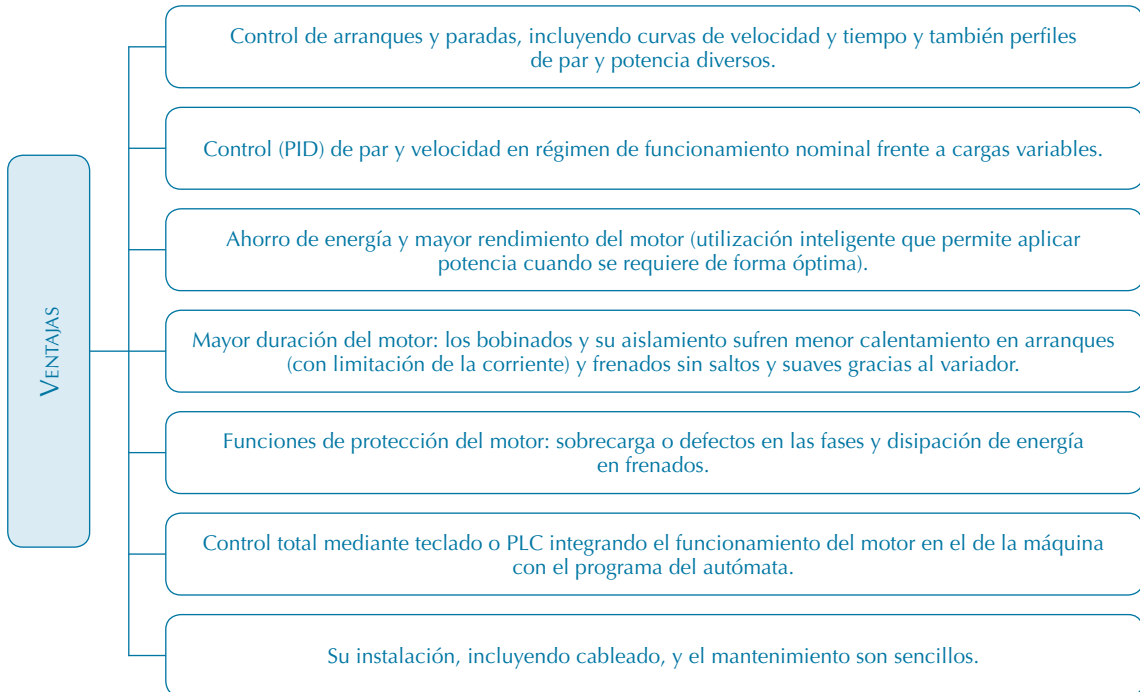 Control de arranques y paradas, incluyendo curvas de velocidad y tiempo y también perfiles
de par y potencia diversos.
Control (PID) de par y velocidad en régimen de funcionamiento nominal frente a cargas variables.
Ahorro de energía y mayor rendimiento del motor (utilización inteligente que permite aplicar
potencia cuando se requiere de forma óptima).
VENTAJAS
Mayor duración del motor: los bobinados y su aislamiento sufren menor calentamiento en arranques
(con limitación de la corriente) y frenados sin saltos y suaves gracias al variador.
Funciones de protección del motor: sobrecarga o defectos en las fases y disipación de energía
en frenados.
Control total mediante teclado o PLC integrando el funcionamiento del motor en el de la máquina
con el programa del autómata.
Su instalación, incluyendo cableado, y el mantenimiento son sencillos.